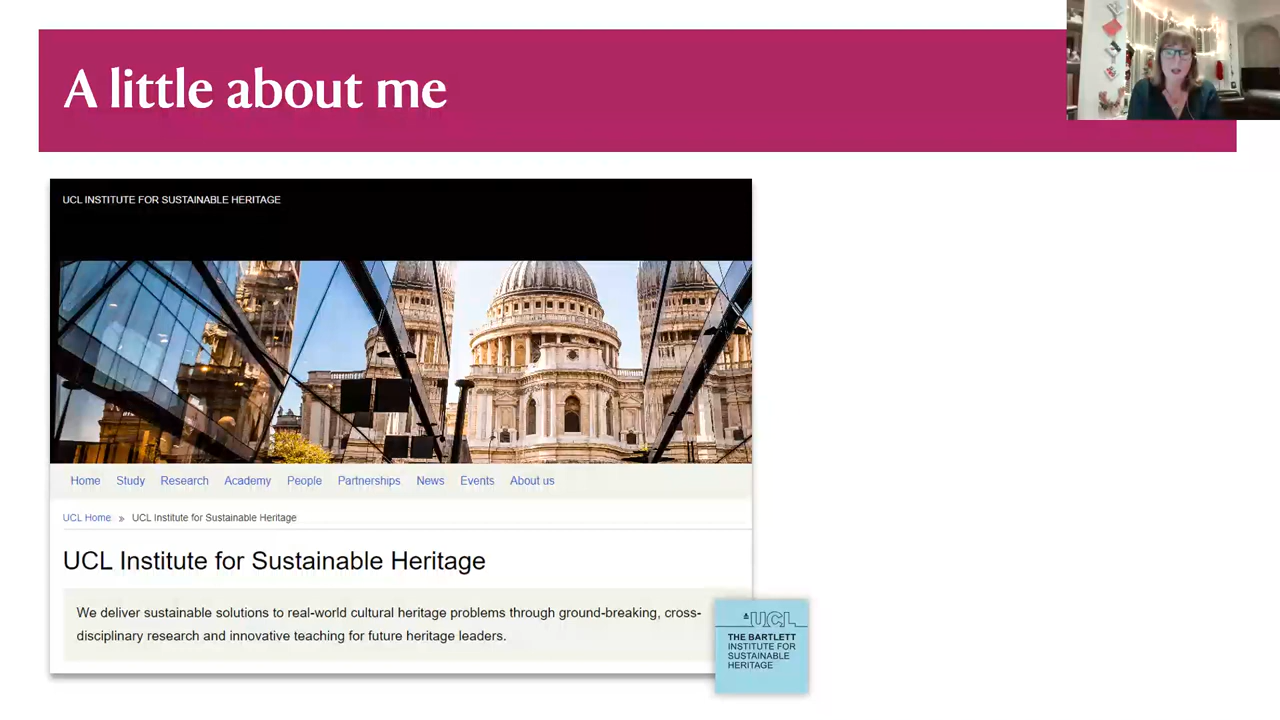 A little about me
UCL INSTITUTE FOR SUSTAINABLE HERITAGE
Home Study Research Academy People Partnerships News Events About us
UCL Home » UCL Institute for Sustainable Heritage
UCL Institute for Sustainable Heritage
We deliver sustainable solutions to real-world cultural heritage problems through ground-breaking, cross-
disciplinary research and innovative teaching for future heritage leaders.
UCL
THE BARTLETT
INSTITUTE FOR
SUSTAINABLE
HERITAGE